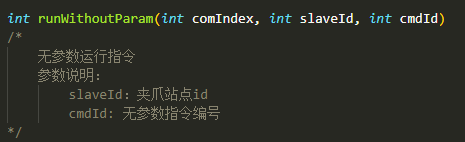 int runWithoutParam(int comIndex, int slaveId, int cmdId)
/*
无参数运行指令
参数说明:
slaveId: 夹爪站点id
cmdId: 无参数指令编号
*/